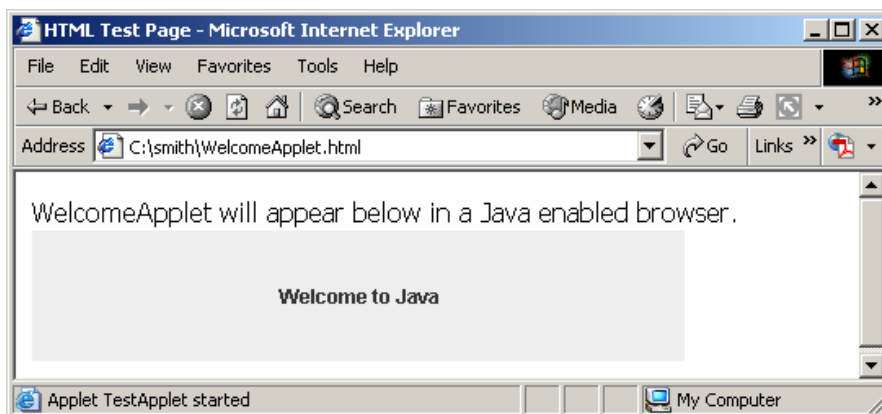 HTML Test Page - Microsoft Internet Explorer
File Edit View Favorites Tools Help
Back Search Favorites Media »
Address C:\smith\WelcomeApplet.html Go Links »
WelcomeApplet will appear below in a Java enabled browser.
Welcome to Java
Applet TestApplet started My Computer